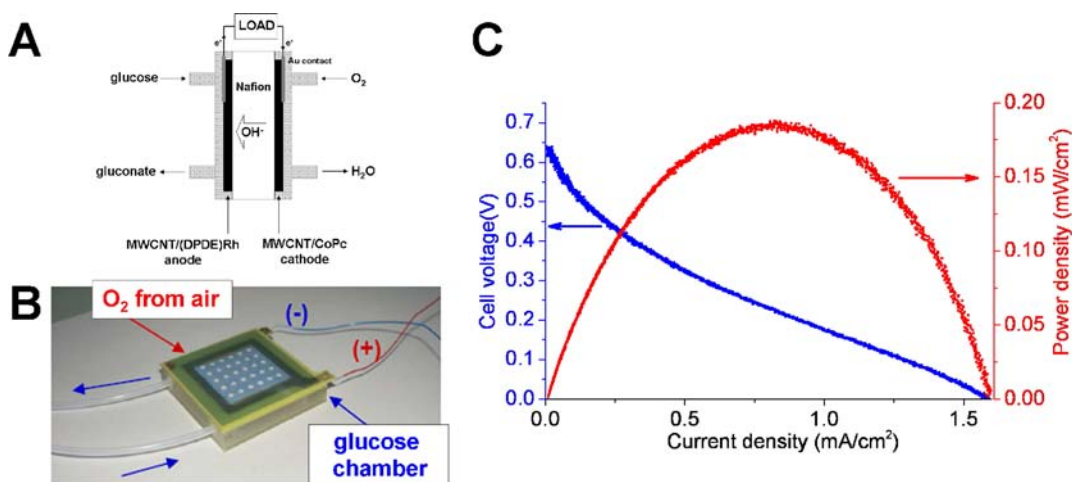 A
LOAD
e-
e-
Au contact
glucose
Nafion
O2
OH-
gluconate
H2O
MWCNT/(DPDE)Rh
anode
MWCNT/CoPc
cathode
B
O2 from air
(-)
(+)
glucose
chamber
C
Cell voltage(V)
0.7
0.6
0.5
0.4
0.3
0.2
0.1
0.0
0.0
0.5
1.0
1.5
Current density (mA/cm2)
0.20
0.15
0.10
0.05
0.00
Power density (mW/cm2)